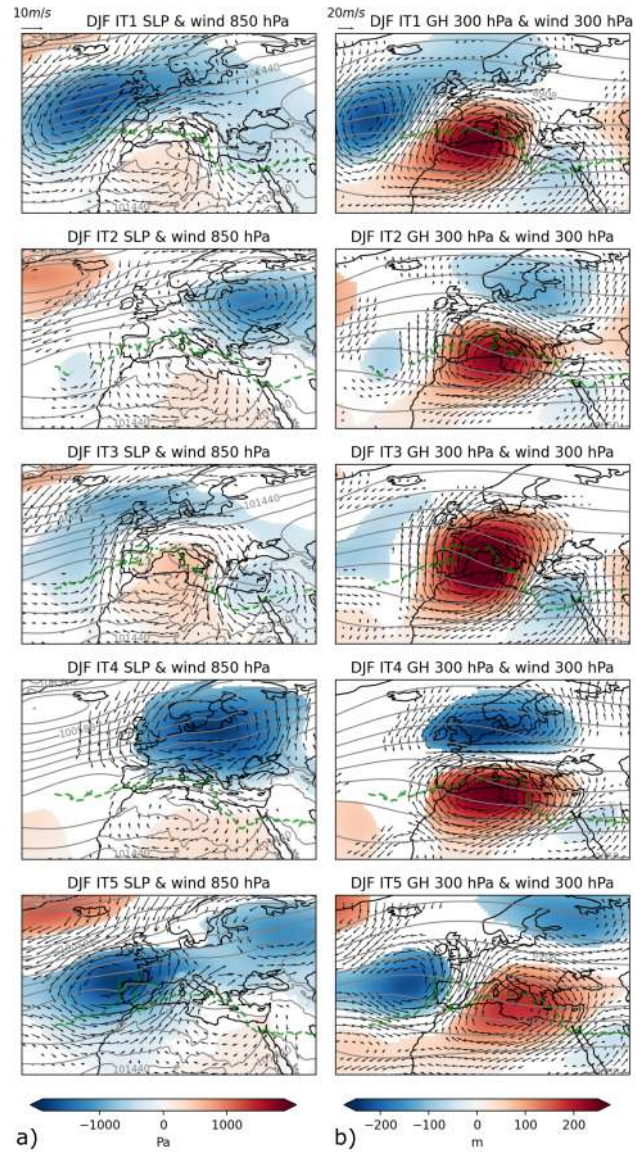 10m/s
DJF IT1 SLP & wind 850 hPa
20m/s
DJF IT1 GH 300 hPa & wind 300 hPa
101440
101440
DJF IT2 SLP & wind 850 hPa
DJF IT2 GH 300 hPa & wind 300 hPa
101440
DJF IT3 SLP & wind 850 hPa
DJF IT3 GH 300 hPa & wind 300 hPa
101440
101440
DJF IT4 SLP & wind 850 hPa
DJF IT4 GH 300 hPa & wind 300 hPa
101440
DJF IT5 SLP & wind 850 hPa
DJF IT5 GH 300 hPa & wind 300 hPa
101440
−1000 0 1000
Pa
−200 0 200
m
a)
b)